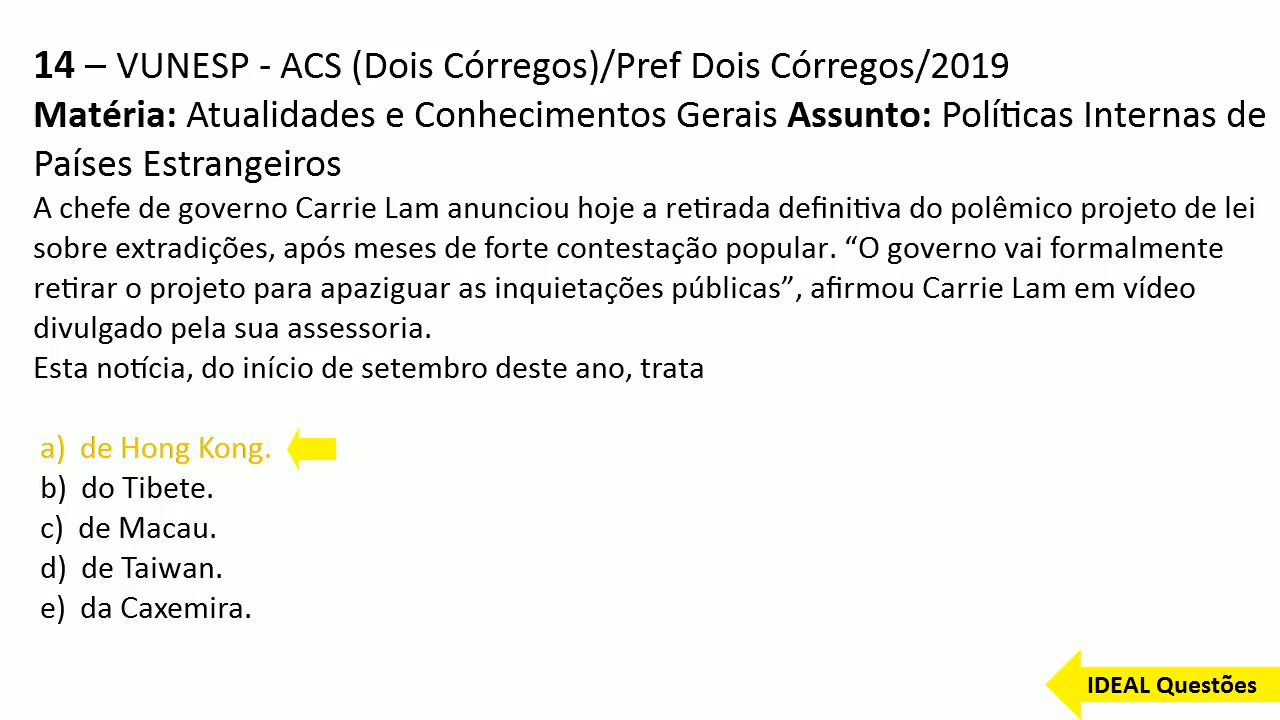 14 – VUNESP - ACS (Dois Córregos)/Pref Dois Córregos/2019
Matéria: Atualidades e Conhecimentos Gerais Assunto: Políticas Internas de
Países Estrangeiros
A chefe de governo Carrie Lam anunciou hoje a retirada definitiva do polêmico projeto de lei
sobre extradições, após meses de forte contestação popular. “O governo vai formalmente
retirar o projeto para apaziguar as inquietações públicas”, afirmou Carrie Lam em vídeo
divulgado pela sua assessoria.
Esta notícia, do início de setembro deste ano, trata
a) de Hong Kong.
b) do Tibete.
c) de Macau.
d) de Taiwan.
e) da Caxemira.
IDEAL Questões